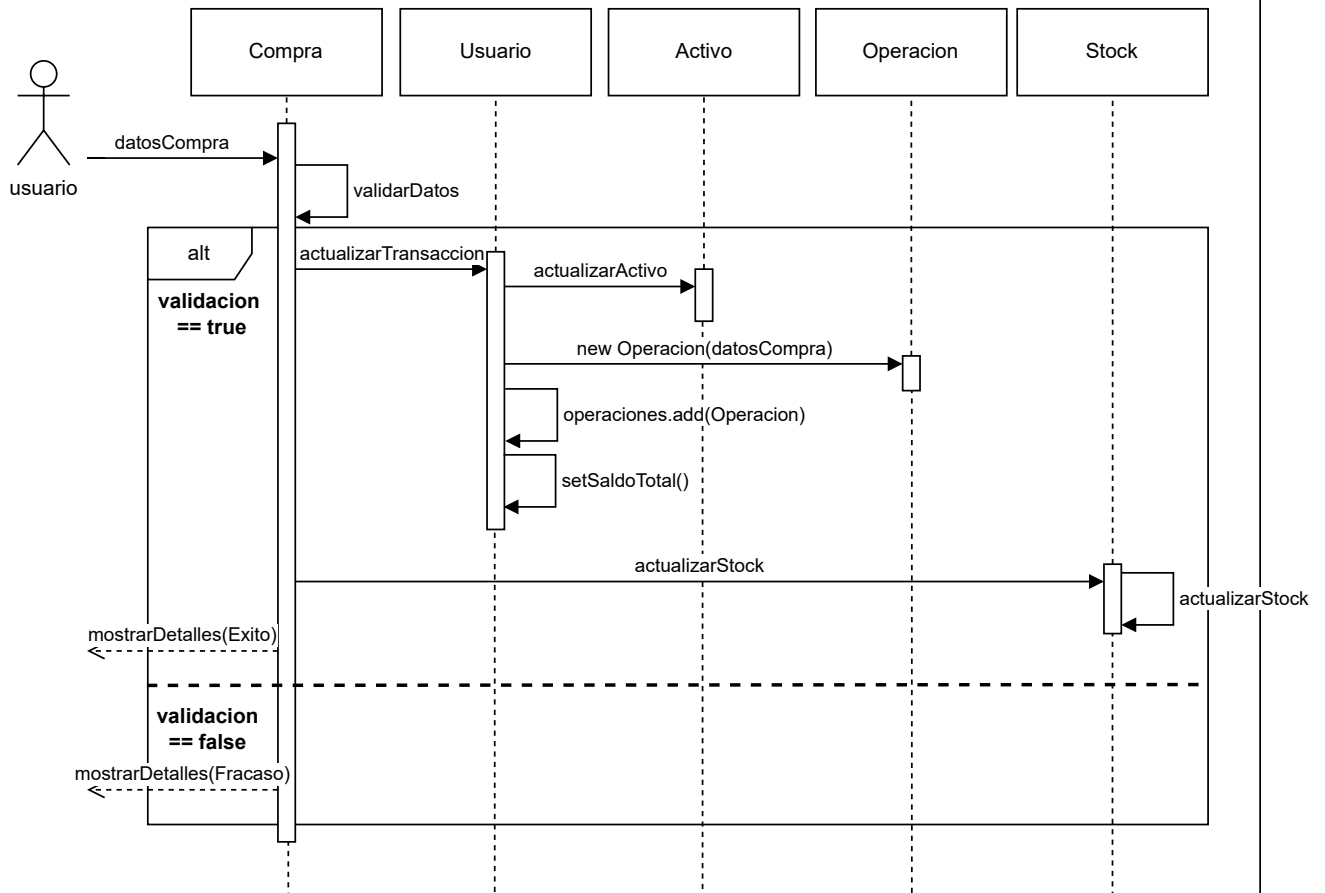 Compra
Usuario
Activo
Operacion
Stock
usuario
datosCompra
validarDatos
alt
actualizarTransaccion
actualizarActivo
validacion
== true
new Operacion(datosCompra)
operaciones.add(Operacion)
setSaldoTotal()
actualizarStock
actualizarStock
mostrarDetalles(Exito)
validacion
== false
mostrarDetalles(Fracaso)